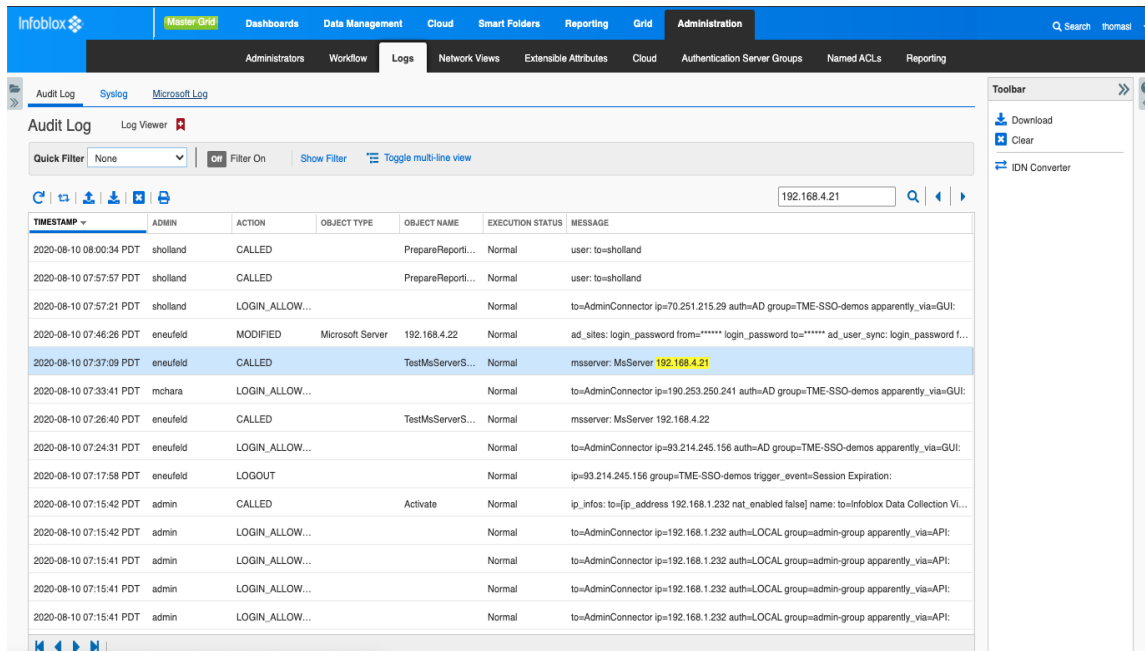 Infoblox Master Grid Dashboards Data Management Cloud Smart Folders Reporting Grid Administration Search thomasl
Administrators Workflow Logs Network Views Extensible Attributes Cloud Authentication Server Groups Named ACLs Reporting
Audit Log Syslog Microsoft Log
Audit Log Log Viewer
Quick Filter None Off Filter On Show Filter Toggle multi-line view
192.168.4.21
TIMESTAMP ADMIN ACTION OBJECT TYPE OBJECT NAME EXECUTION STATUS MESSAGE
2020-08-10 08:00:34 PDT sholland CALLED PrepareReporti... Normal user: to=sholland
2020-08-10 07:57:57 PDT sholland CALLED PrepareReporti... Normal user: to=sholland
2020-08-10 07:57:21 PDT sholland LOGIN_ALLOW... Normal to=AdminConnector ip=70.251.215.29 auth=AD group=TME-SSO-demos apparently_via=GUI:
2020-08-10 07:46:26 PDT eneufeld MODIFIED Microsoft Server 192.168.4.22 Normal ad_sites: login_password from=****** login_password to=****** ad_user_sync: login_password f...
2020-08-10 07:37:09 PDT eneufeld CALLED TestMsServerS... Normal msserver: MsServer 192.168.4.21
2020-08-10 07:33:41 PDT mchara LOGIN_ALLOW... Normal to=AdminConnector ip=190.253.250.241 auth=AD group=TME-SSO-demos apparently_via=GUI:
2020-08-10 07:26:40 PDT eneufeld CALLED TestMsServerS... Normal msserver: MsServer 192.168.4.22
2020-08-10 07:24:31 PDT eneufeld LOGIN_ALLOW... Normal to=AdminConnector ip=93.214.245.156 auth=AD group=TME-SSO-demos apparently_via=GUI:
2020-08-10 07:17:58 PDT eneufeld LOGOUT Normal ip=93.214.245.156 group=TME-SSO-demos trigger_event=Session Expiration:
2020-08-10 07:15:42 PDT admin CALLED Activate Normal ip_infos: to=[ip_address 192.168.1.232 nat_enabled false] name: to=Infoblox Data Collection Vi...
2020-08-10 07:15:42 PDT admin LOGIN_ALLOW... Normal to=AdminConnector ip=192.168.1.232 auth=LOCAL group=admin-group apparently_via=API:
2020-08-10 07:15:41 PDT admin LOGIN_ALLOW... Normal to=AdminConnector ip=192.168.1.232 auth=LOCAL group=admin-group apparently_via=API:
2020-08-10 07:15:41 PDT admin LOGIN_ALLOW... Normal to=AdminConnector ip=192.168.1.232 auth=LOCAL group=admin-group apparently_via=API:
2020-08-10 07:15:41 PDT admin LOGIN_ALLOW... Normal to=AdminConnector ip=192.168.1.232 auth=LOCAL group=admin-group apparently_via=API:
Toolbar
Download
Clear
IDN Converter